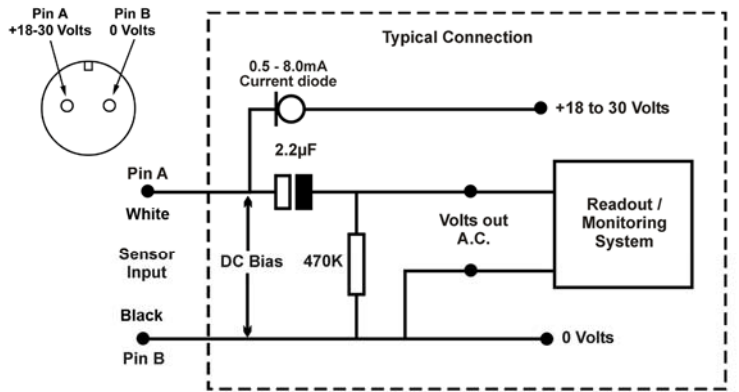 Pin A
+18-30 Volts
Pin B
0 Volts
Typical Connection
0.5 - 8.0mA
Current diode
+18 to 30 Volts
2.2µF
Pin A
White
Sensor
Input
DC Bias
470K
Volts out
A.C.
Readout /
Monitoring
System
Black
Pin B
0 Volts